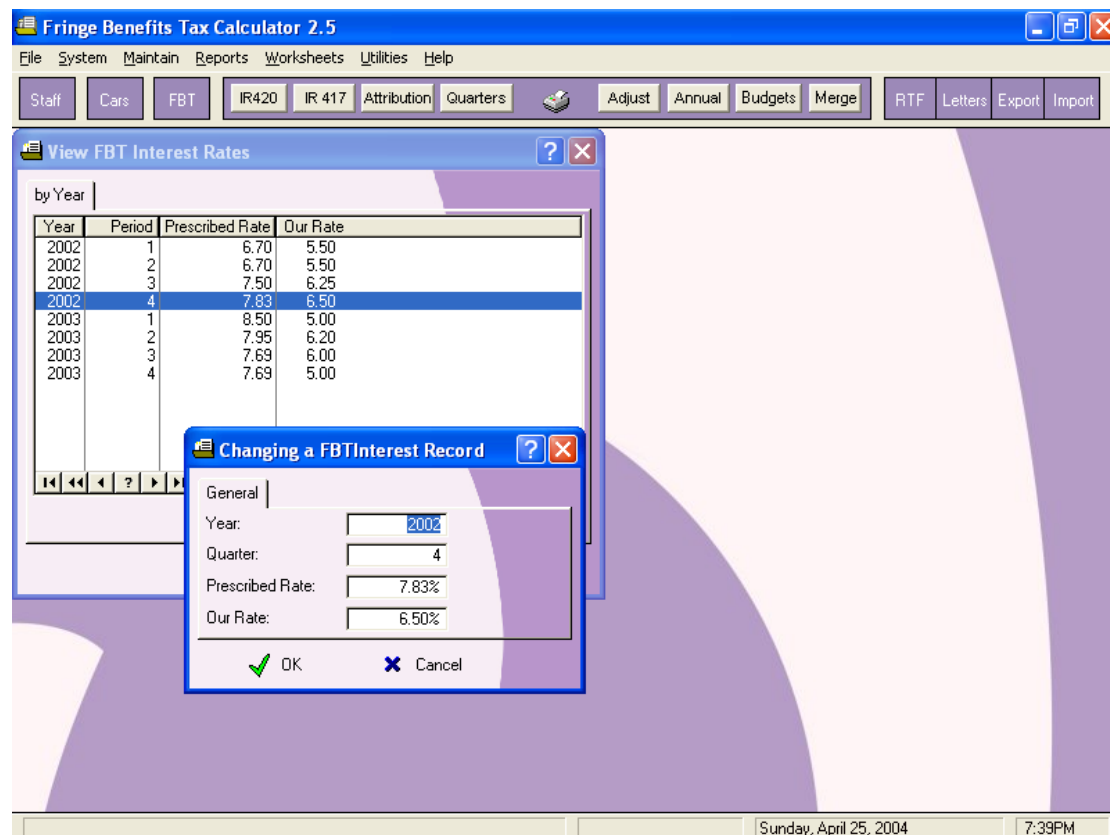 Fringe Benefits Tax Calculator 2.5
File System Maintain Reports Worksheets Utilities Help
Staff Cars FBT IR420 IR 417 Attribution Quarters Adjust Annual Budgets Merge RTF Letters Export Import
View FBT Interest Rates ?
by Year
Year Period Prescribed Rate Our Rate
2002 1 6.70 5.50
2002 2 6.70 5.50
2002 3 7.50 6.25
2002 4 7.83 6.50
2003 1 8.50 5.00
2003 2 7.95 6.20
2003 3 7.69 6.00
2003 4 7.69 5.00
?
Changing a FBTInterest Record ?
General
Year: 2002
Quarter: 4
Prescribed Rate: 7.83%
Our Rate: 6.50%
OK Cancel
Sunday, April 25, 2004 7:39PM